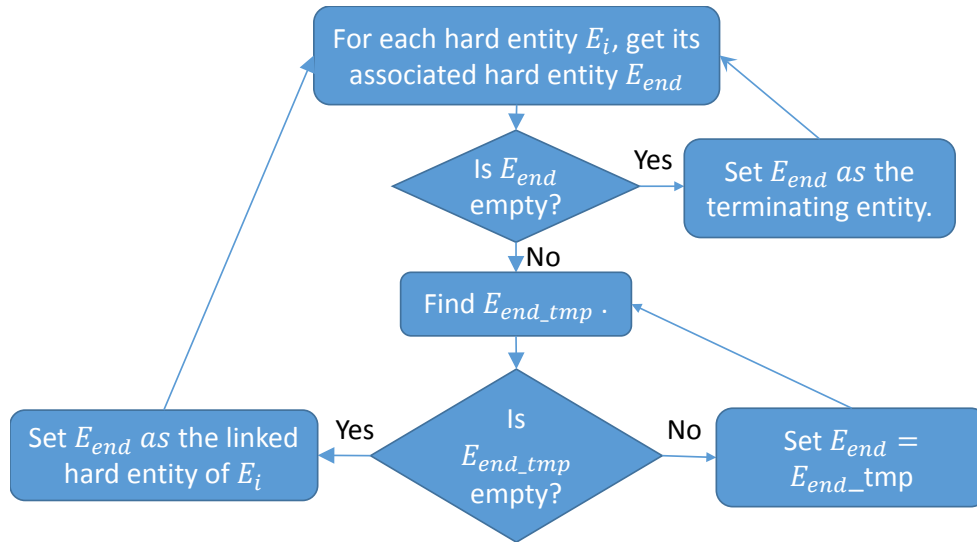 For each hard entity E_i, get its
associated hard entity E_end
Is E_end
empty?
Yes
Set E_end as the
terminating entity.
No
Find E_end_tmp .
Is
E_end_tmp
empty?
Yes
Set E_end as the linked
hard entity of E_i
No
Set E_end =
E_end_tmp